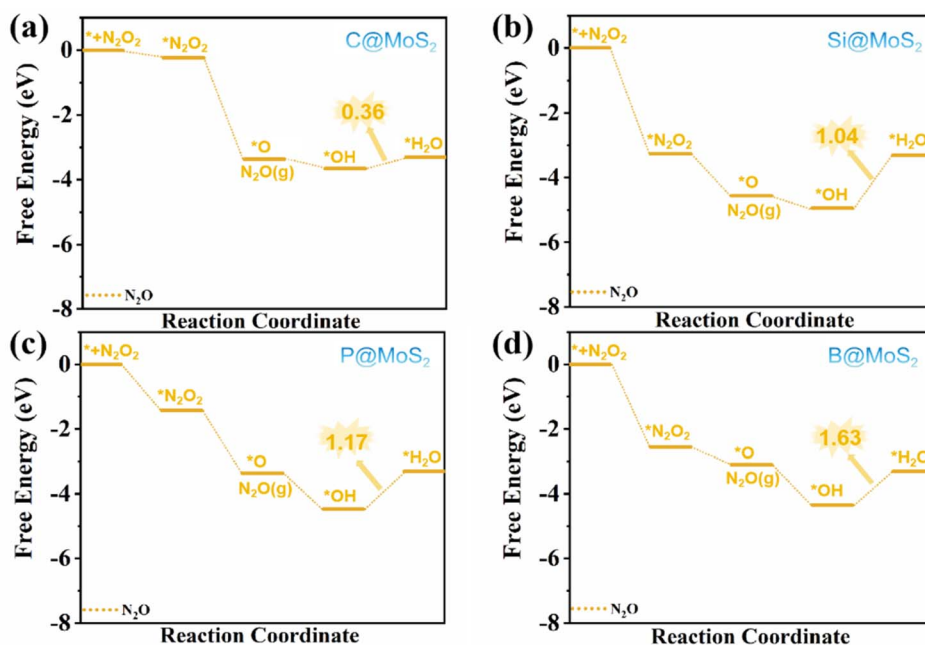 (a)
C@MoS₂
*+N₂O₂
*N₂O₂
*O
N₂O(g)
*OH
*H₂O
0.36
0
-2
-4
-6
-8
Free Energy (eV)
N₂O
Reaction Coordinate
(b)
Si@MoS₂
*+N₂O₂
*N₂O₂
*O
N₂O(g)
*OH
*H₂O
1.04
0
-2
-4
-6
-8
Free Energy (eV)
N₂O
Reaction Coordinate
(c)
P@MoS₂
*+N₂O₂
*N₂O₂
*O
N₂O(g)
*OH
*H₂O
1.17
0
-2
-4
-6
-8
Free Energy (eV)
N₂O
Reaction Coordinate
(d)
B@MoS₂
*+N₂O₂
*N₂O₂
*O
N₂O(g)
*OH
*H₂O
1.63
0
-2
-4
-6
-8
Free Energy (eV)
N₂O
Reaction Coordinate